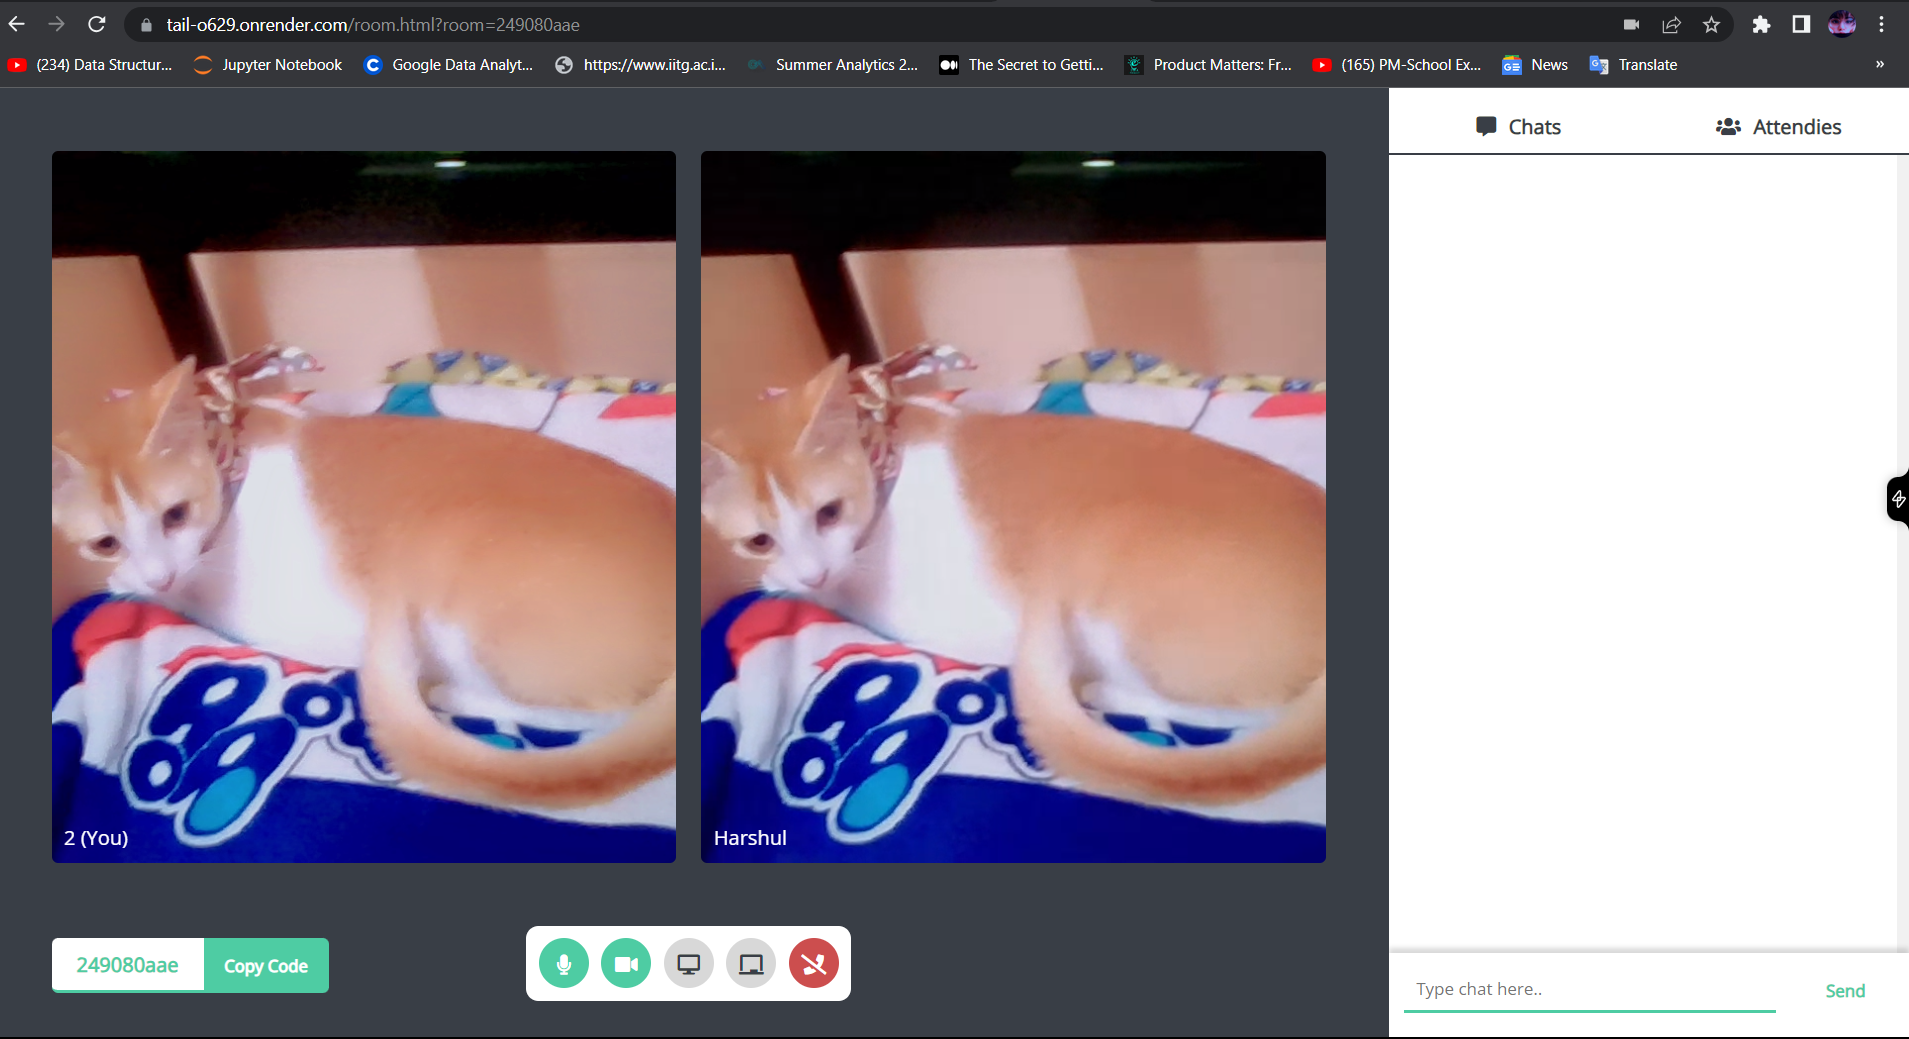 tail-o629.onrender.com/room.html?room=249080aae
(234) Data Structur... Jupyter Notebook Google Data Analyt... https://www.iitg.ac.i... Summer Analytics 2... The Secret to Getti... Product Matters: Fr... (165) PM-School Ex... News Translate »
Chats Attendies
2 (You) Harshul
249080aae Copy Code
Type chat here.. Send